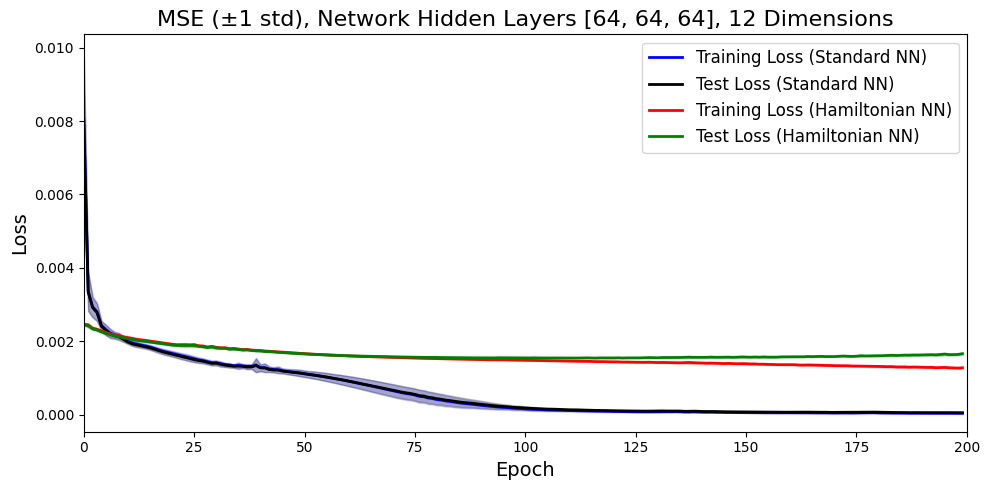 MSE (±1 std), Network Hidden Layers [64, 64, 64], 12 Dimensions
Loss
0.010
0.008
0.006
0.004
0.002
0.000
Training Loss (Standard NN)
Test Loss (Standard NN)
Training Loss (Hamiltonian NN)
Test Loss (Hamiltonian NN)
0 25 50 75 100 125 150 175 200
Epoch